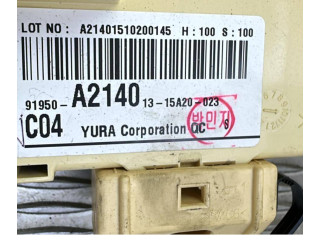 LOT NO : A21401510200145 H : 100 S : 100
91950- A2140 13-15A20-023
C04 YURA Corporation QC